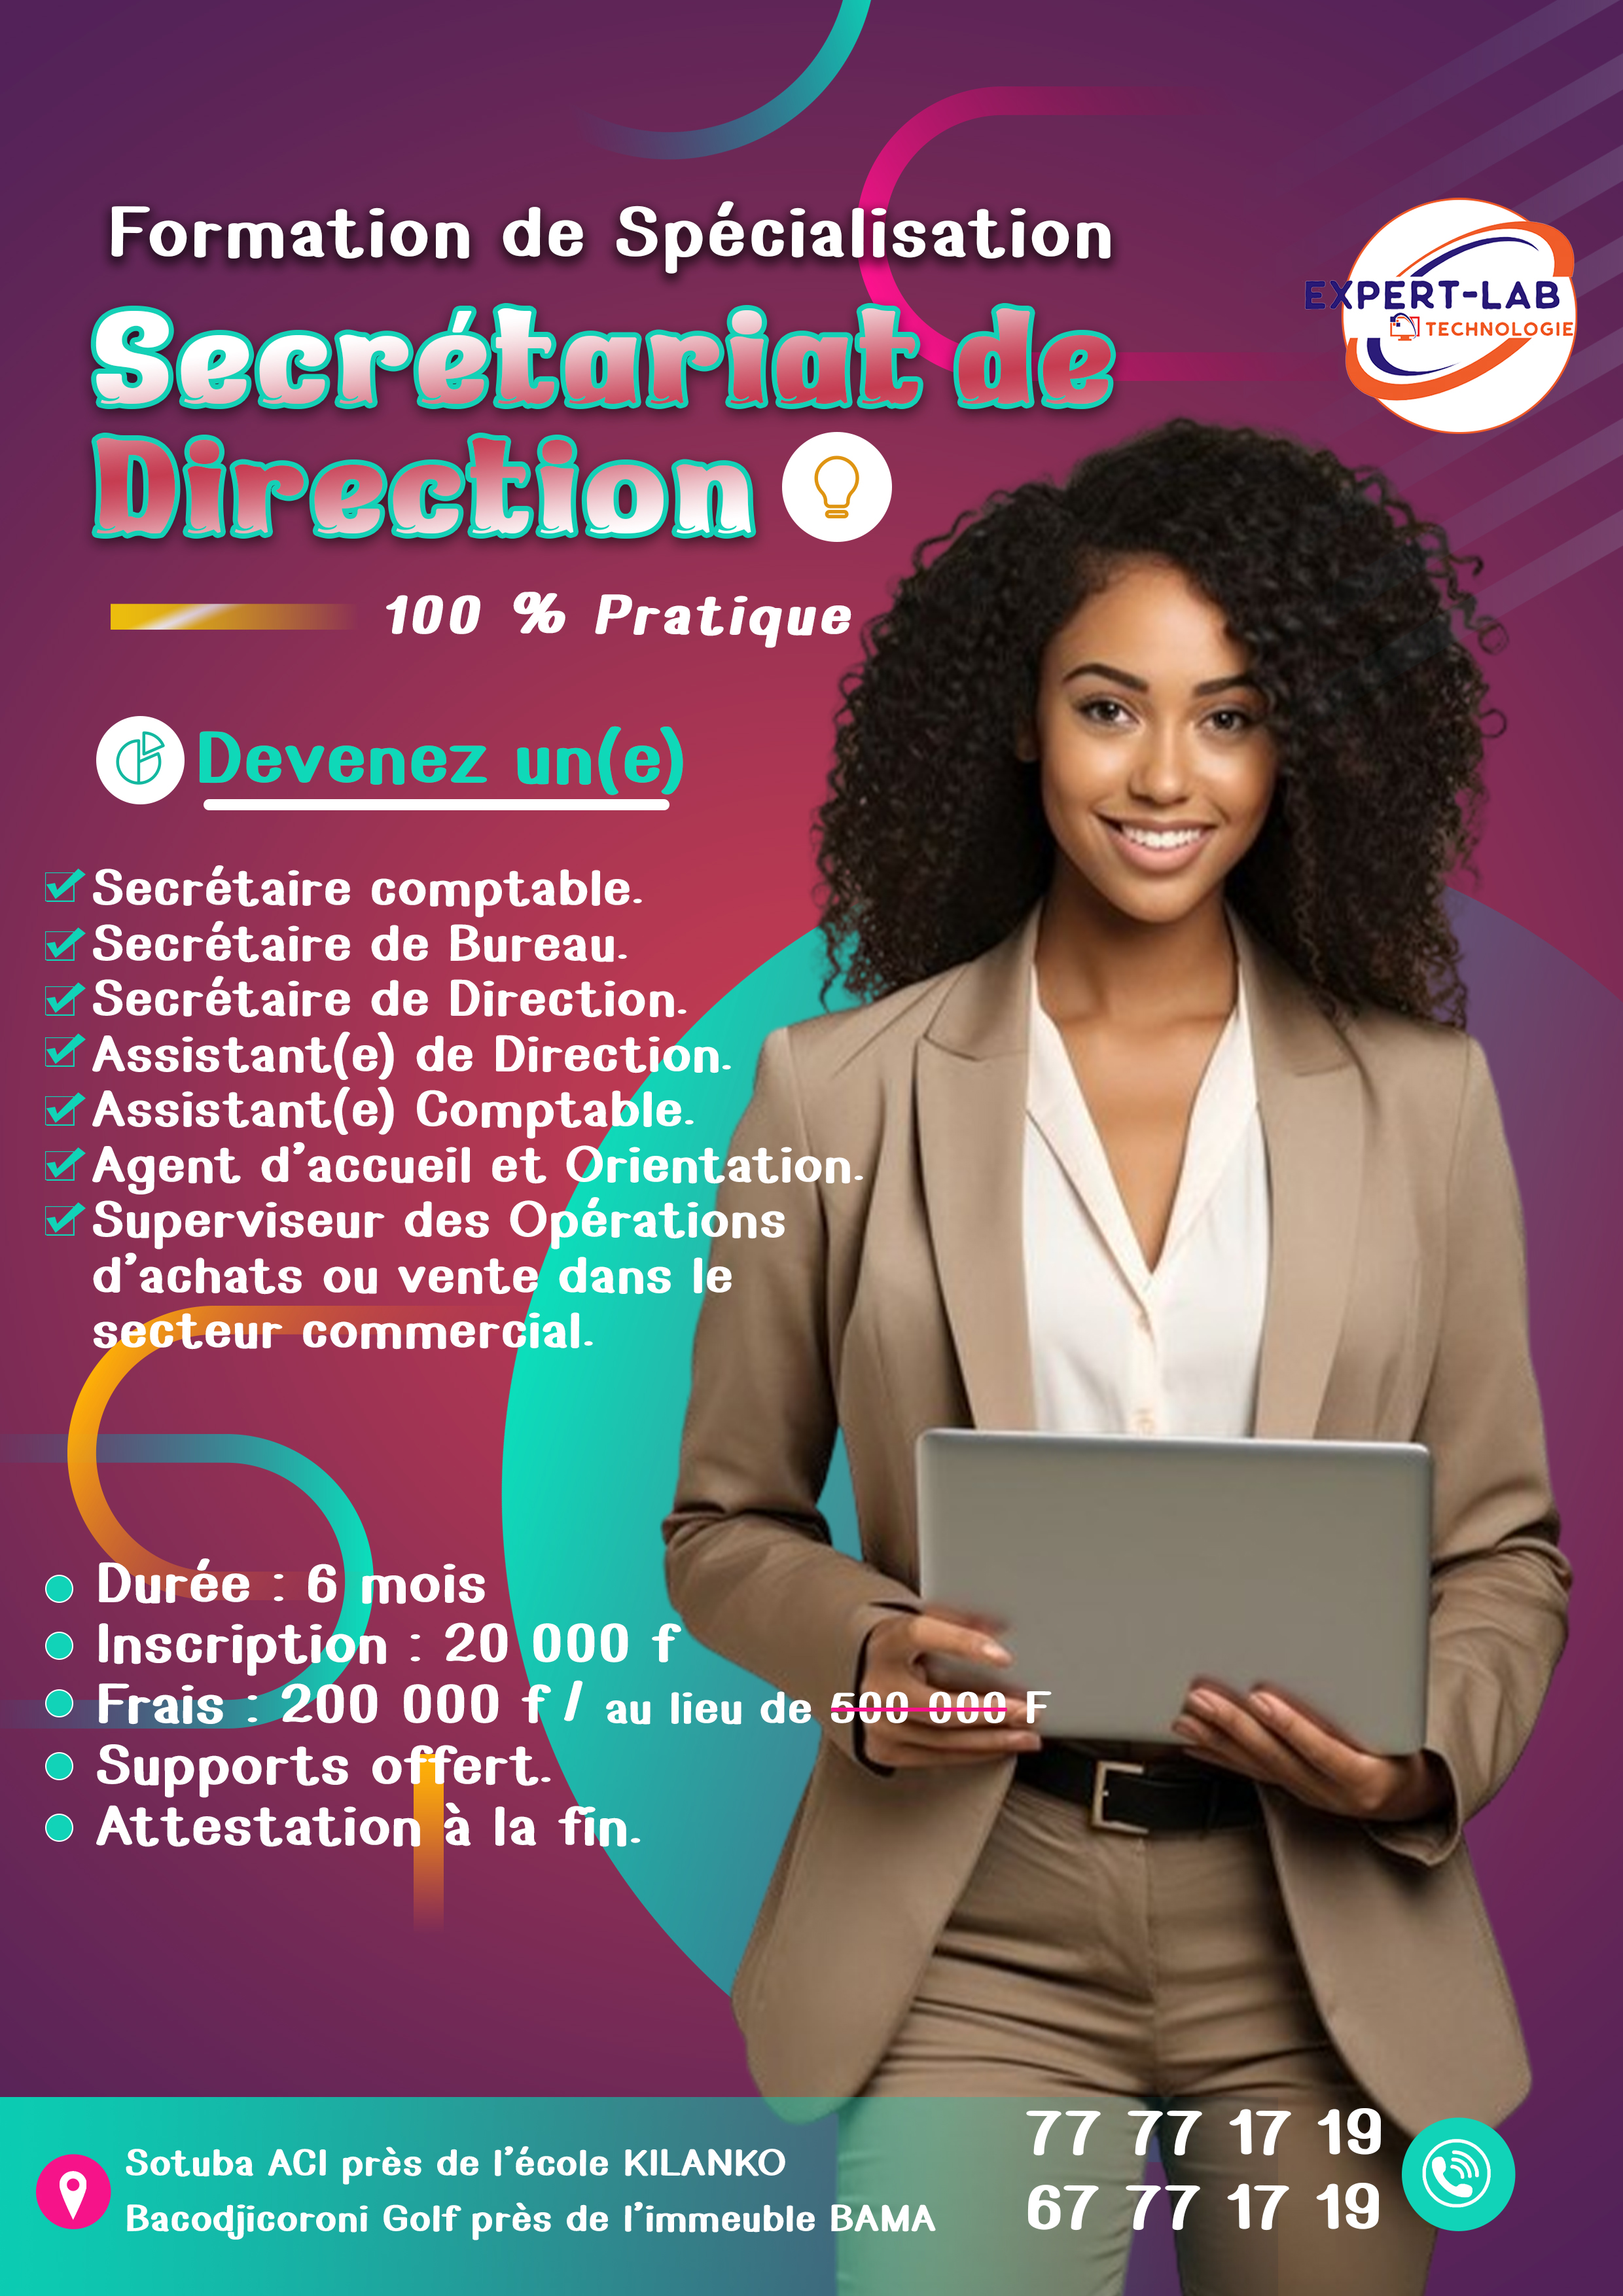 Formation de Spécialisation
EXPERT-LAB
TECHNOLOGIE
Secrétariat de
Direction
100 % Pratique
Devenez un(e)
Secrétaire comptable.
Secrétaire de Bureau.
Secrétaire de Direction.
Assistant(e) de Direction.
Assistant(e) Comptable.
Agent d'accueil et Orientation.
Superviseur des Opérations
d'achats ou vente dans le
secteur commercial.
Durée : 6 mois
Inscription : 20 000 f
Frais : 200 000 f / au lieu de 500 000 F
Supports offert.
Attestation à la fin.
Sotuba ACI près de l'école KILANKO
Bacodjicoroni Golf près de l'immeuble BAMA
77 77 17 19
67 77 17 19